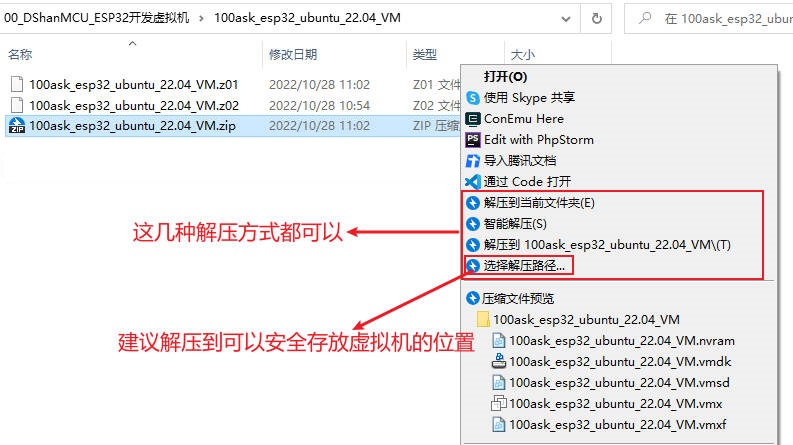 00_DShanMCU_ESP32开发虚拟机 › 100ask_esp32_ubuntu_22.04_VM
在 100ask_esp32_ubun
名称 修改日期 类型 大小
100ask_esp32_ubuntu_22.04_VM.z01 2022/10/28 11:02 Z01 文件
100ask_esp32_ubuntu_22.04_VM.z02 2022/10/28 10:54 Z02 文件
100ask_esp32_ubuntu_22.04_VM.zip 2022/10/28 11:02 ZIP 压缩
打开(O)
使用 Skype 共享
ConEmu Here
Edit with PhpStorm
导入腾讯文档
通过 Code 打开
解压到当前文件夹(E)
智能解压(S)
解压到 100ask_esp32_ubuntu_22.04_VM\(T)
选择解压路径...
这几种解压方式都可以
建议解压到可以安全存放虚拟机的位置
压缩文件预览
100ask_esp32_ubuntu_22.04_VM
100ask_esp32_ubuntu_22.04_VM.nvram
100ask_esp32_ubuntu_22.04_VM.vmdk
100ask_esp32_ubuntu_22.04_VM.vmsd
100ask_esp32_ubuntu_22.04_VM.vmx
100ask_esp32_ubuntu_22.04_VM.vmxf